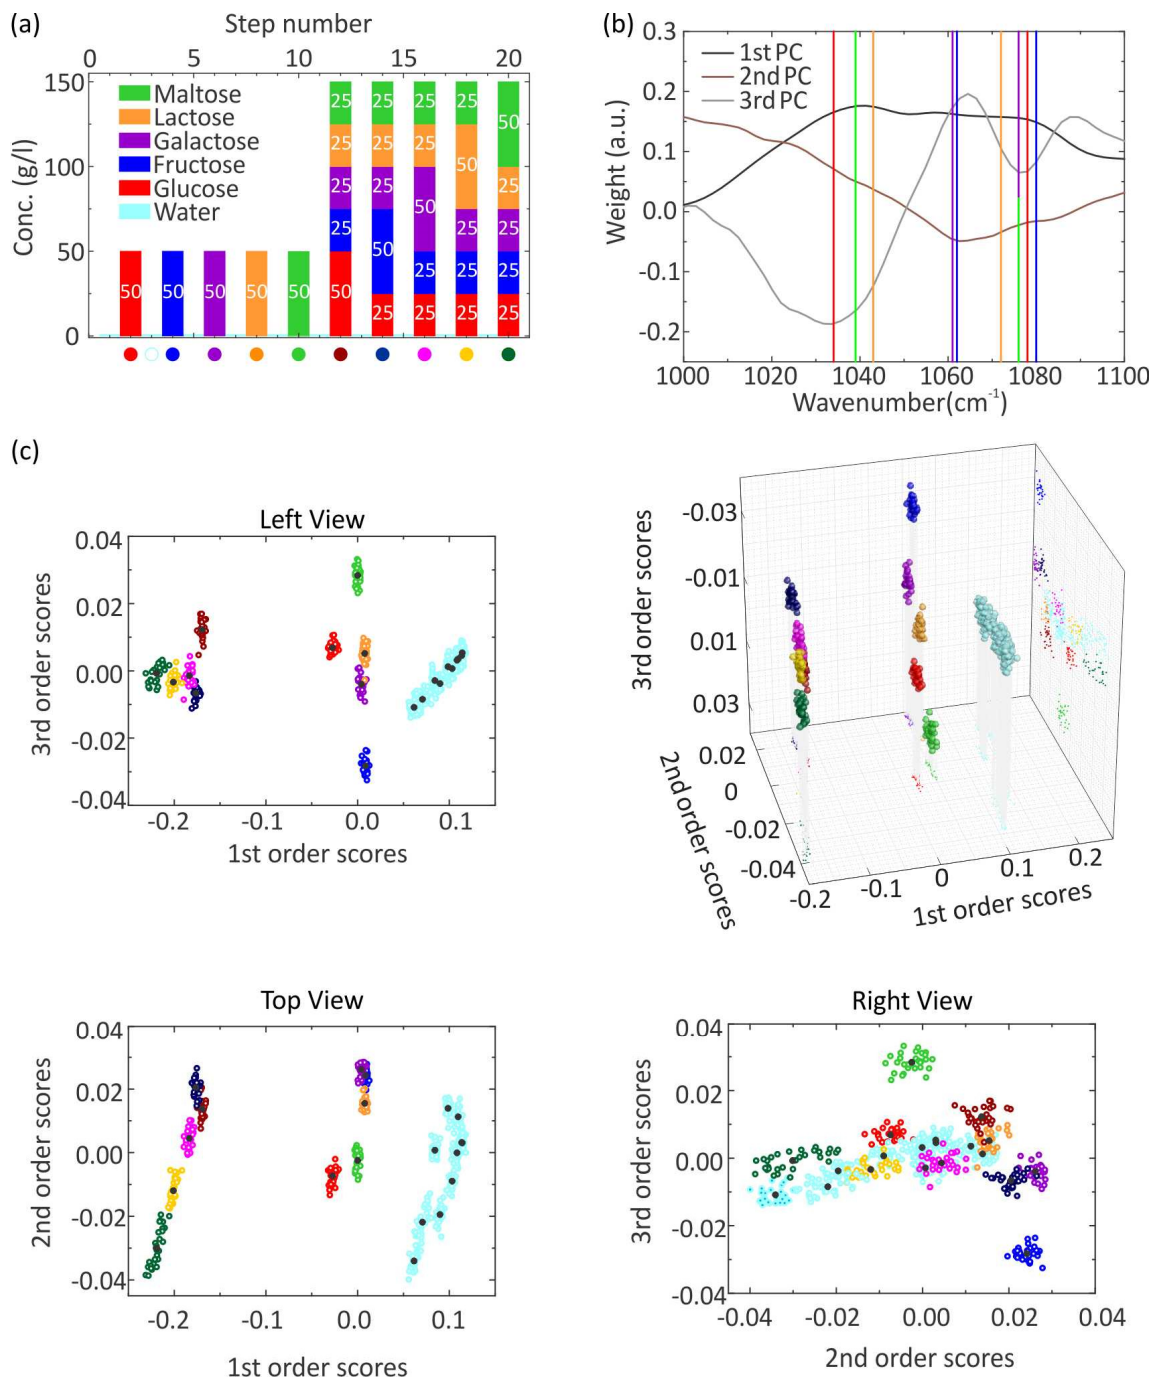 (a)
Step number
0 5 10 15 20
150
100
50
0
Conc. (g/l)
Maltose
Lactose
Galactose
Fructose
Glucose
Water
50 50 50 50 50
25 25 25 25 50
25 25 25 50 25
25 25 50 25 25
25 50 25 25 25
50 25 25 25 25
(b)
0.3
0.2
0.1
0.0
-0.1
-0.2
Weight (a.u.)
1st PC
2nd PC
3rd PC
1000 1020 1040 1060 1080 1100
Wavenumber(cm⁻¹)
(c)
Left View
0.04
0.02
0.00
-0.02
-0.04
3rd order scores
-0.2 -0.1 0.0 0.1
1st order scores
3rd order scores
-0.03
-0.01
0.01
0.03
2nd order scores
0.02
0
-0.02
-0.04
-0.2 -0.1 0 0.1 0.2
1st order scores
Top View
0.04
0.02
0.00
-0.02
-0.04
2nd order scores
-0.2 -0.1 0.0 0.1
1st order scores
Right View
0.04
0.02
0.00
-0.02
-0.04
3rd order scores
-0.04 -0.02 0.00 0.02 0.04
2nd order scores